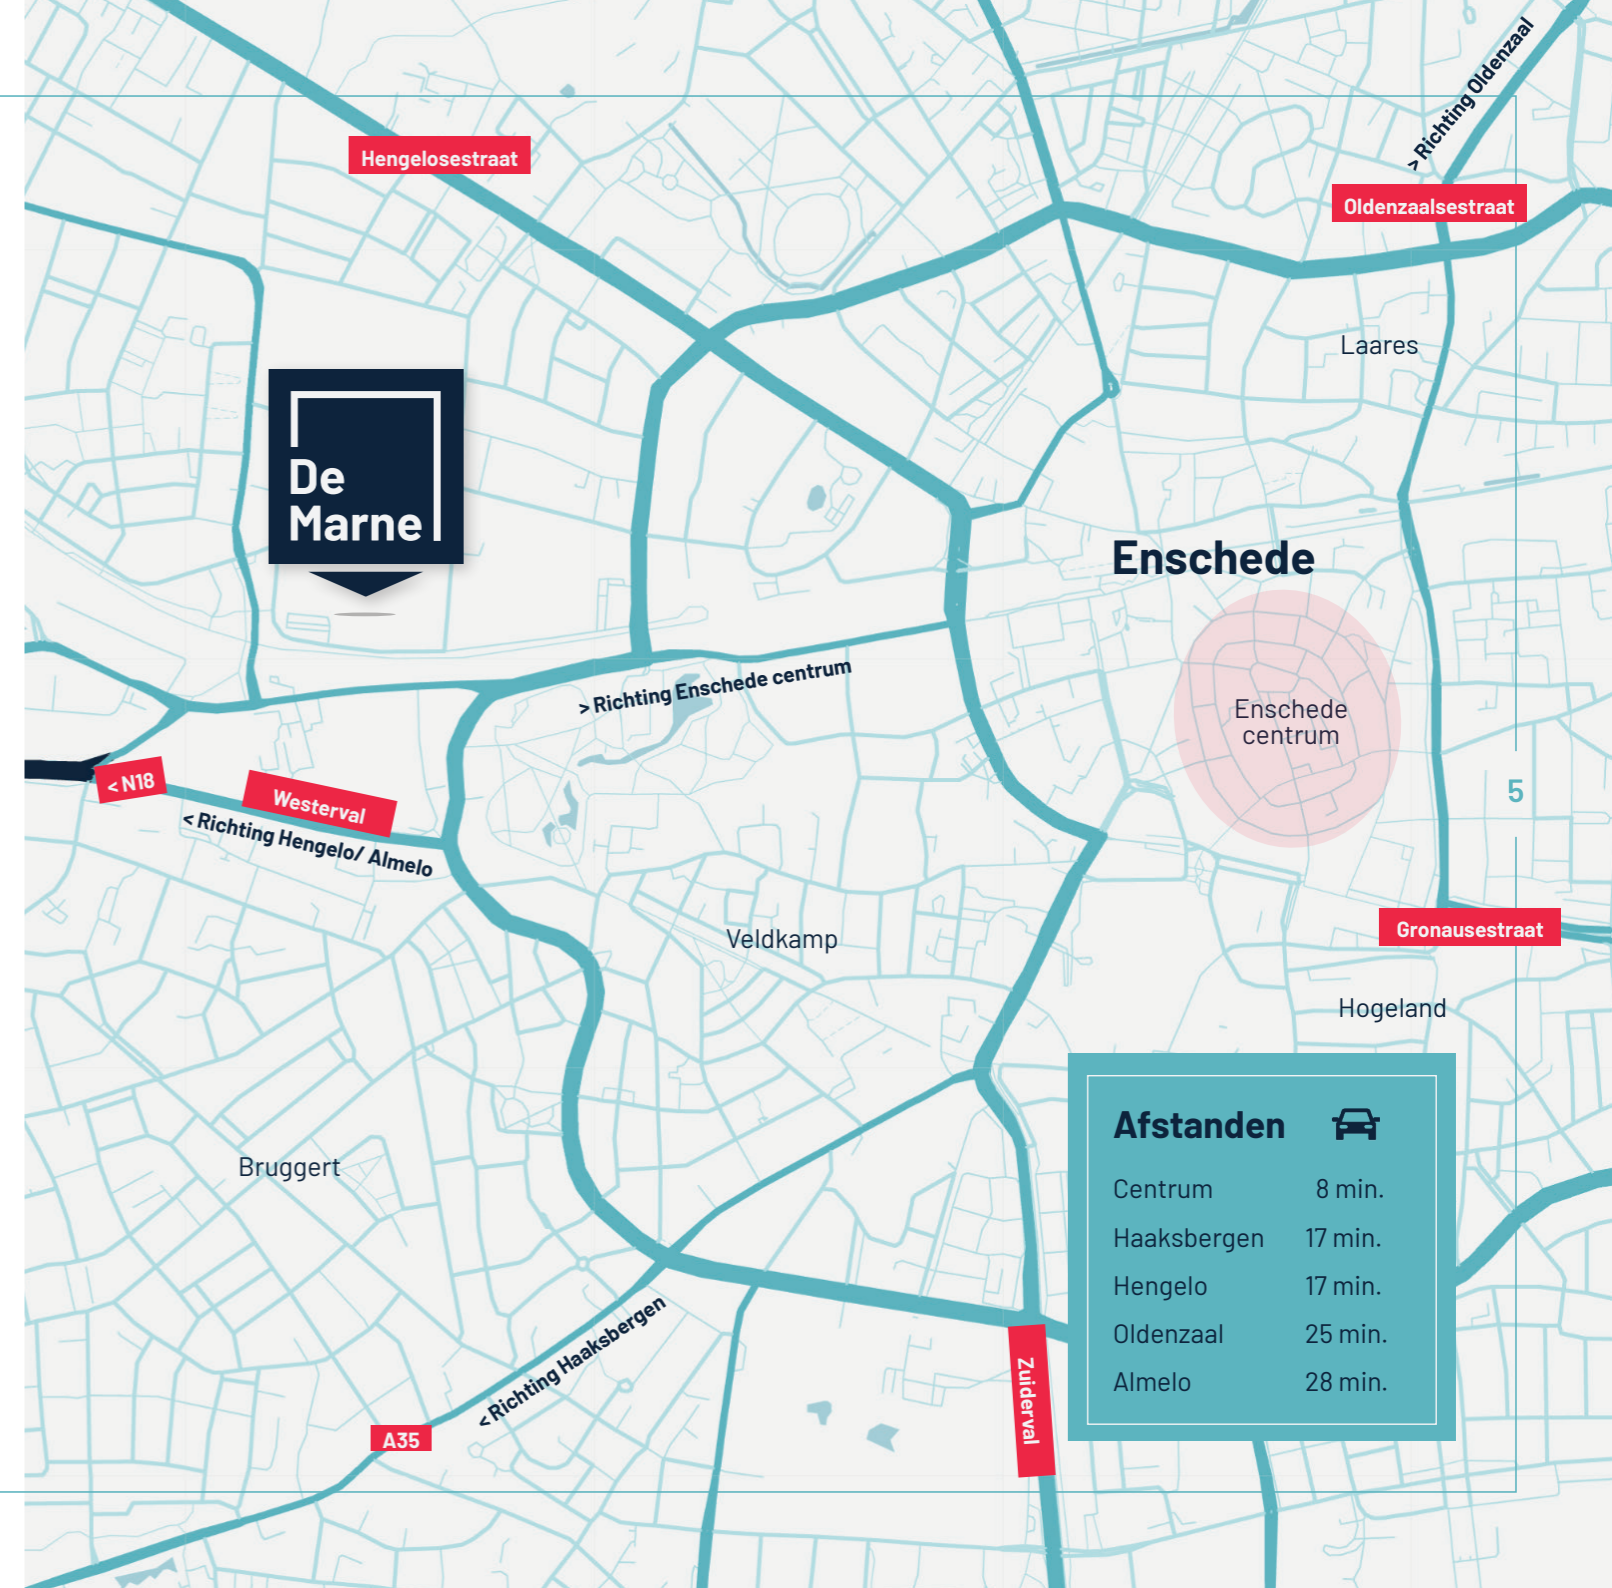 > Richting Oldenzaal
Hengelosestraat
Oldenzaalsestraat
Laares
De
Marne
Enschede
> Richting Enschede centrum
Enschede
centrum
< N18
Westerval
< Richting Hengelo/ Almelo
5
Veldkamp
Gronausestraat
Hogeland
Bruggert
Afstanden
Centrum 8 min.
Haaksbergen 17 min.
Hengelo 17 min.
Oldenzaal 25 min.
Almelo 28 min.
< Richting Haaksbergen
Zuiderval
A35